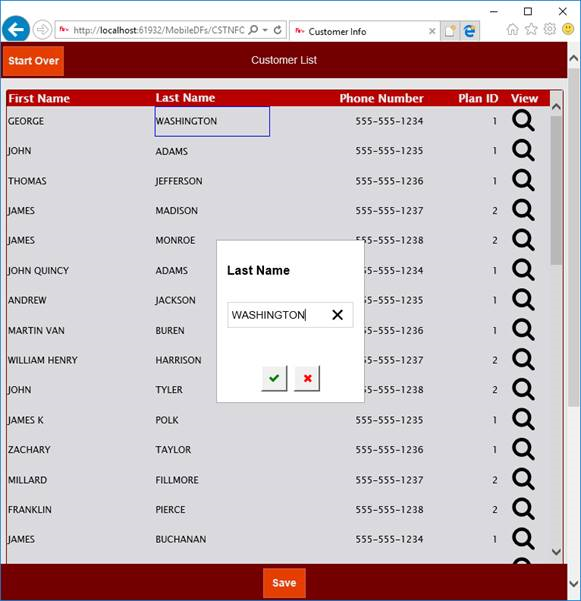 http://localhost:61932/MobileDFs/CSTNFC
Customer Info
Start Over
Customer List
First Name Last Name Phone Number Plan ID View
GEORGE WASHINGTON 555-555-1234 1
JOHN ADAMS 555-555-1235 1
THOMAS JEFFERSON 555-555-1236 1
JAMES MADISON 555-555-1237 2
JAMES MONROE 555-555-1238 2
JOHN QUINCY ADAMS 555-555-1234 1
ANDREW JACKSON 555-555-1235 1
MARTIN VAN BUREN 555-555-1236 1
WILLIAM HENRY HARRISON 555-555-1237 2
JOHN TYLER 555-555-1238 2
JAMES K POLK 555-555-1235 1
ZACHARY TAYLOR 555-555-1236 1
MILLARD FILLMORE 555-555-1237 2
FRANKLIN PIERCE 555-555-1238 2
JAMES BUCHANAN 555-555-1234 1
Last Name
WASHINGTON
Save